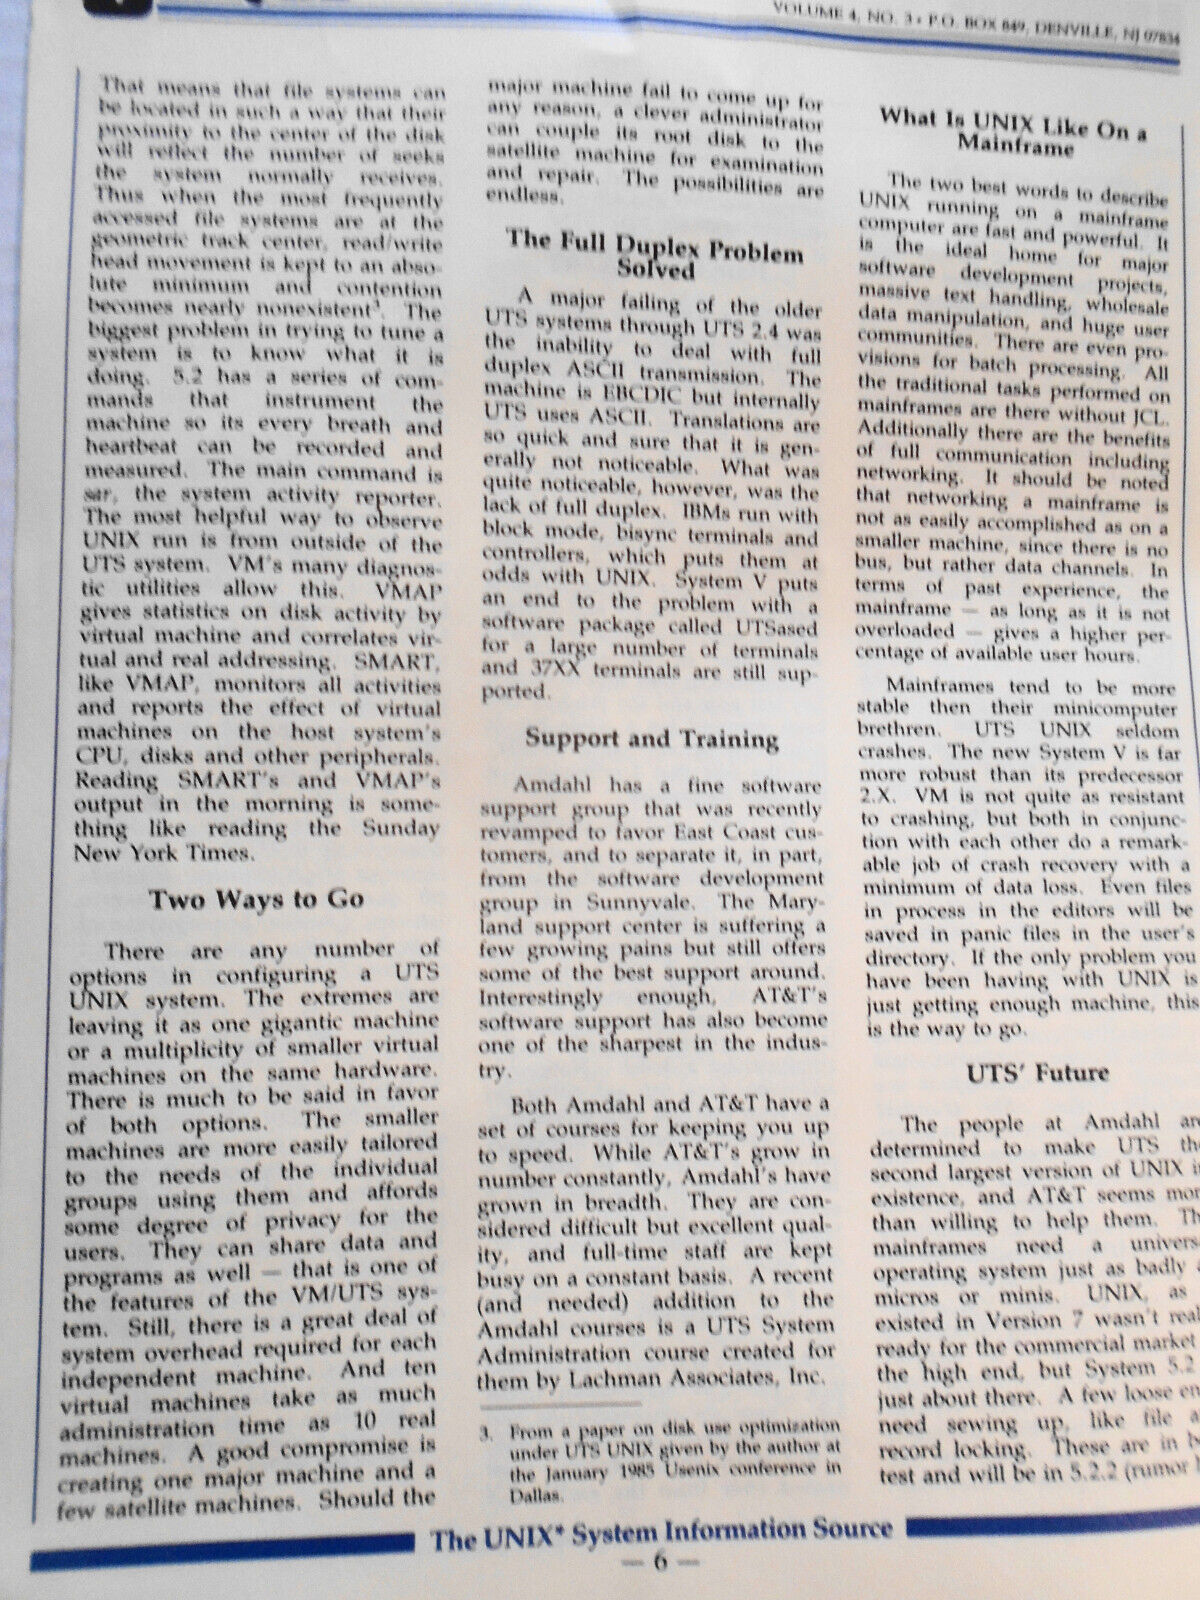 VOLUME 4, NO. 3 • P.O. BOX 849, DENVILLE, NJ 07834
That means that file systems can
be located in such a way that their
proximity to the center of the disk
will reflect the number of seeks
the system normally receives.
Thus when the most frequently
accessed file systems are at the
geometric track center, read/write
head movement is kept to an abso-
lute minimum and contention
becomes nearly nonexistent³. The
biggest problem in trying to tune a
system is to know what it is
doing. 5.2 has a series of com-
mands that instrument the
machine so its every breath and
heartbeat can be recorded and
measured. The main command is
sar, the system activity reporter.
The most helpful way to observe
UNIX run is from outside of the
UTS system. VM's many diagnos-
tic utilities allow this. VMAP
gives statistics on disk activity by
virtual machine and correlates vir-
tual and real addressing. SMART,
like VMAP, monitors all activities
and reports the effect of virtual
machines on the host system's
CPU, disks and other peripherals.
Reading SMART's and VMAP's
output in the morning is some-
thing like reading the Sunday
New York Times.
Two Ways to Go
There are any number of
options in configuring a UTS
UNIX system. The extremes are
leaving it as one gigantic machine
or a multiplicity of smaller virtual
machines on the same hardware.
There is much to be said in favor
of both options. The smaller
machines are more easily tailored
to the needs of the individual
groups using them and affords
some degree of privacy for the
users. They can share data and
programs as well — that is one of
the features of the VM/UTS sys-
tem. Still, there is a great deal of
system overhead required for each
independent machine. And ten
virtual machines take as much
administration time as 10 real
machines. A good compromise is
creating one major machine and a
few satellite machines. Should the
major machine fail to come up for
any reason, a clever administrator
can couple its root disk to the
satellite machine for examination
and repair. The possibilities are
endless.
The Full Duplex Problem
Solved
A major failing of the older
UTS systems through UTS 2.4 was
the inability to deal with full
duplex ASCII transmission. The
machine is EBCDIC but internally
UTS uses ASCII. Translations are
so quick and sure that it is gen-
erally not noticeable. What was
quite noticeable, however, was the
lack of full duplex. IBMs run with
block mode, bisync terminals and
controllers, which puts them at
odds with UNIX. System V puts
an end to the problem with a
software package called UTSased
for a large number of terminals
and 37XX terminals are still sup-
ported.
Support and Training
Amdahl has a fine software
support group that was recently
revamped to favor East Coast cus-
tomers, and to separate it, in part,
from the software development
group in Sunnyvale. The Mary-
land support center is suffering a
few growing pains but still offers
some of the best support around.
Interestingly enough, AT&T's
software support has also become
one of the sharpest in the indus-
try.
Both Amdahl and AT&T have a
set of courses for keeping you up
to speed. While AT&T's grow in
number constantly, Amdahl's have
grown in breadth. They are con-
sidered difficult but excellent qual-
ity, and full-time staff are kept
busy on a constant basis. A recent
(and needed) addition to the
Amdahl courses is a UTS System
Administration course created for
them by Lachman Associates, Inc.
3. From a paper on disk use optimization
under UTS UNIX given by the author at
the January 1985 Usenix conference in
Dallas.
What Is UNIX Like On a
Mainframe
The two best words to describe
UNIX running on a mainframe
computer are fast and powerful. It
is the ideal home for major
software development projects,
massive text handling, wholesale
data manipulation, and huge user
communities. There are even pro-
visions for batch processing. All
the traditional tasks performed on
mainframes are there without JCL.
Additionally there are the benefits
of full communication including
networking. It should be noted
that networking a mainframe is
not as easily accomplished as on a
smaller machine, since there is no
bus, but rather data channels. In
terms of past experience, the
mainframe — as long as it is not
overloaded — gives a higher per-
centage of available user hours.
Mainframes tend to be more
stable then their minicomputer
brethren. UTS UNIX seldom
crashes. The new System V is far
more robust than its predecessor
2.X. VM is not quite as resistant
to crashing, but both in conjunc-
tion with each other do a remark-
able job of crash recovery with a
minimum of data loss. Even files
in process in the editors will be
saved in panic files in the user's
directory. If the only problem you
have been having with UNIX is
just getting enough machine, this
is the way to go.
UTS' Future
The people at Amdahl are
determined to make UTS the
second largest version of UNIX
existence, and AT&T seems
than willing to help them.
mainframes need a
operating system just as badly
micros or minis. UNIX, as
existed in Version 7 wasn't
ready for the commercial market
the high end, but System 5.2
just about there. A few loose
need sewing up, like file
record locking. These are in
test and will be in 5.2.2 (rumor
The UNIX* System Information Source
— 6 —